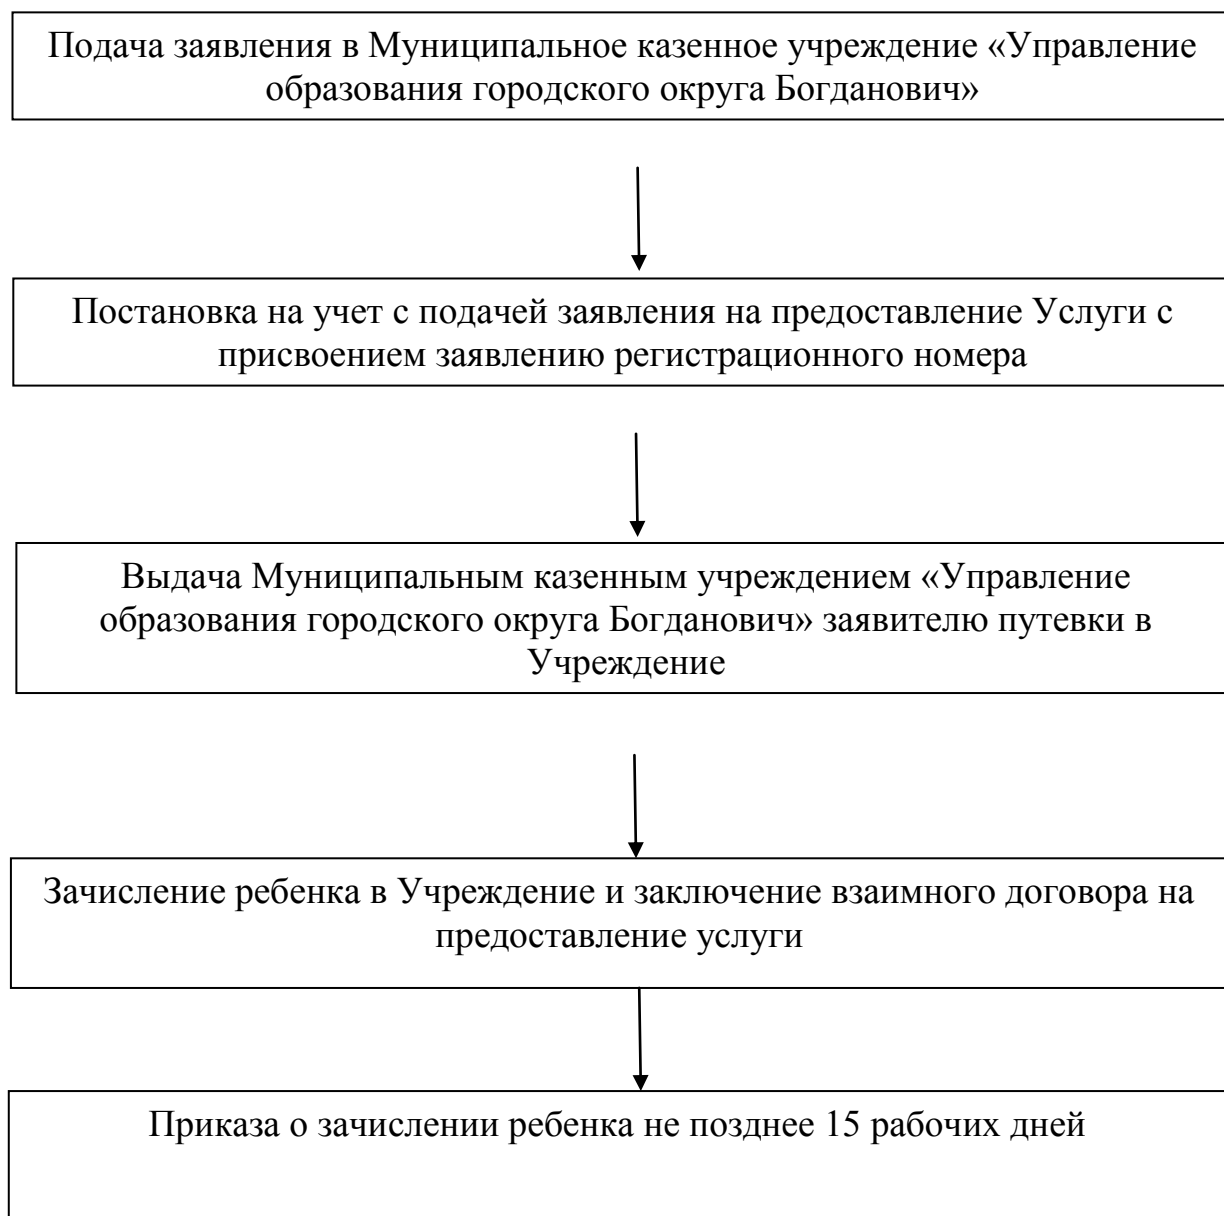 Подача заявления в Муниципальное казенное учреждение «Управление
образования городского округа Богданович»
Постановка на учет с подачей заявления на предоставление Услуги с
присвоением заявлению регистрационного номера
Выдача Муниципальным казенным учреждением «Управление
образования городского округа Богданович» заявителю путевки в
Учреждение
Зачисление ребенка в Учреждение и заключение взаимного договора на
предоставление услуги
Приказа о зачислении ребенка не позднее 15 рабочих дней